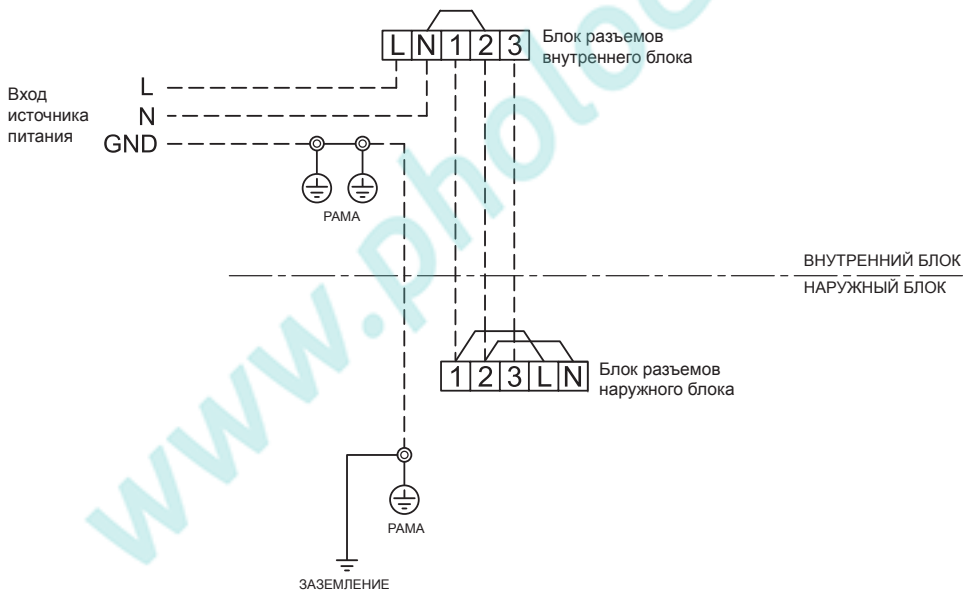 L N 1 2 3
Блок разъемов
внутреннего блока
Вход
источника
питания
L
N
GND
РАМА
ВНУТРЕННИЙ БЛОК
НАРУЖНЫЙ БЛОК
1 2 3 L N
Блок разъемов
наружного блока
РАМА
ЗАЗЕМЛЕНИЕ
www.pholod